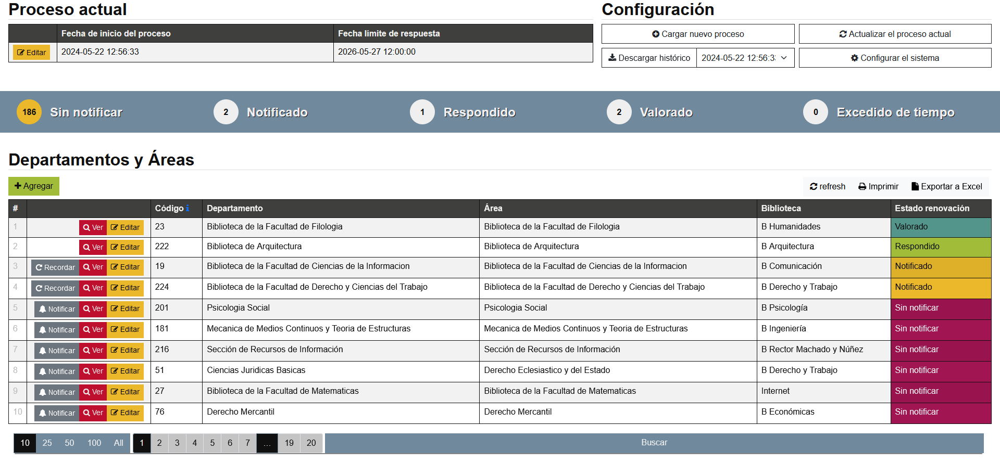 Proceso actual
Configuración
Fecha de inicio del proceso Fecha límite de respuesta
Editar 2024-05-22 12:56:33 2026-05-27 12:00:00
Cargar nuevo proceso Actualizar el proceso actual
Descargar histórico 2024-05-22 12:56:3 Configurar el sistema
186 Sin notificar 2 Notificado 1 Respondido 2 Valorado 0 Excedido de tiempo
Departamentos y Áreas
Agregar refresh Imprimir Exportar a Excel
# Código Departamento Área Biblioteca Estado renovación
1 Ver Editar 23 Biblioteca de la Facultad de Filologia Biblioteca de la Facultad de Filologia B Humanidades Valorado
2 Ver Editar 222 Biblioteca de Arquitectura Biblioteca de Arquitectura B Arquitectura Respondido
3 Recordar Ver Editar 19 Biblioteca de la Facultad de Ciencias de la Informacion Biblioteca de la Facultad de Ciencias de la Informacion B Comunicación Notificado
4 Recordar Ver Editar 224 Biblioteca de la Facultad de Derecho y Ciencias del Trabajo Biblioteca de la Facultad de Derecho y Ciencias del Trabajo B Derecho y Trabajo Notificado
5 Notificar Ver Editar 201 Psicologia Social Psicologia Social B Psicología Sin notificar
6 Notificar Ver Editar 181 Mecanica de Medios Continuos y Teoria de Estructuras Mecanica de Medios Continuos y Teoria de Estructuras B Ingeniería Sin notificar
7 Notificar Ver Editar 216 Sección de Recursos de Información Sección de Recursos de Información B Rector Machado y Núñez Sin notificar
8 Notificar Ver Editar 51 Ciencias Juridicas Basicas Derecho Eclesiastico y del Estado B Derecho y Trabajo Sin notificar
9 Notificar Ver Editar 27 Biblioteca de la Facultad de Matematicas Biblioteca de la Facultad de Matematicas Internet Sin notificar
10 Notificar Ver Editar 76 Derecho Mercantil Derecho Mercantil B Económicas Sin notificar
10 25 50 100 All 1 2 3 4 5 6 7 ... 19 20 Buscar